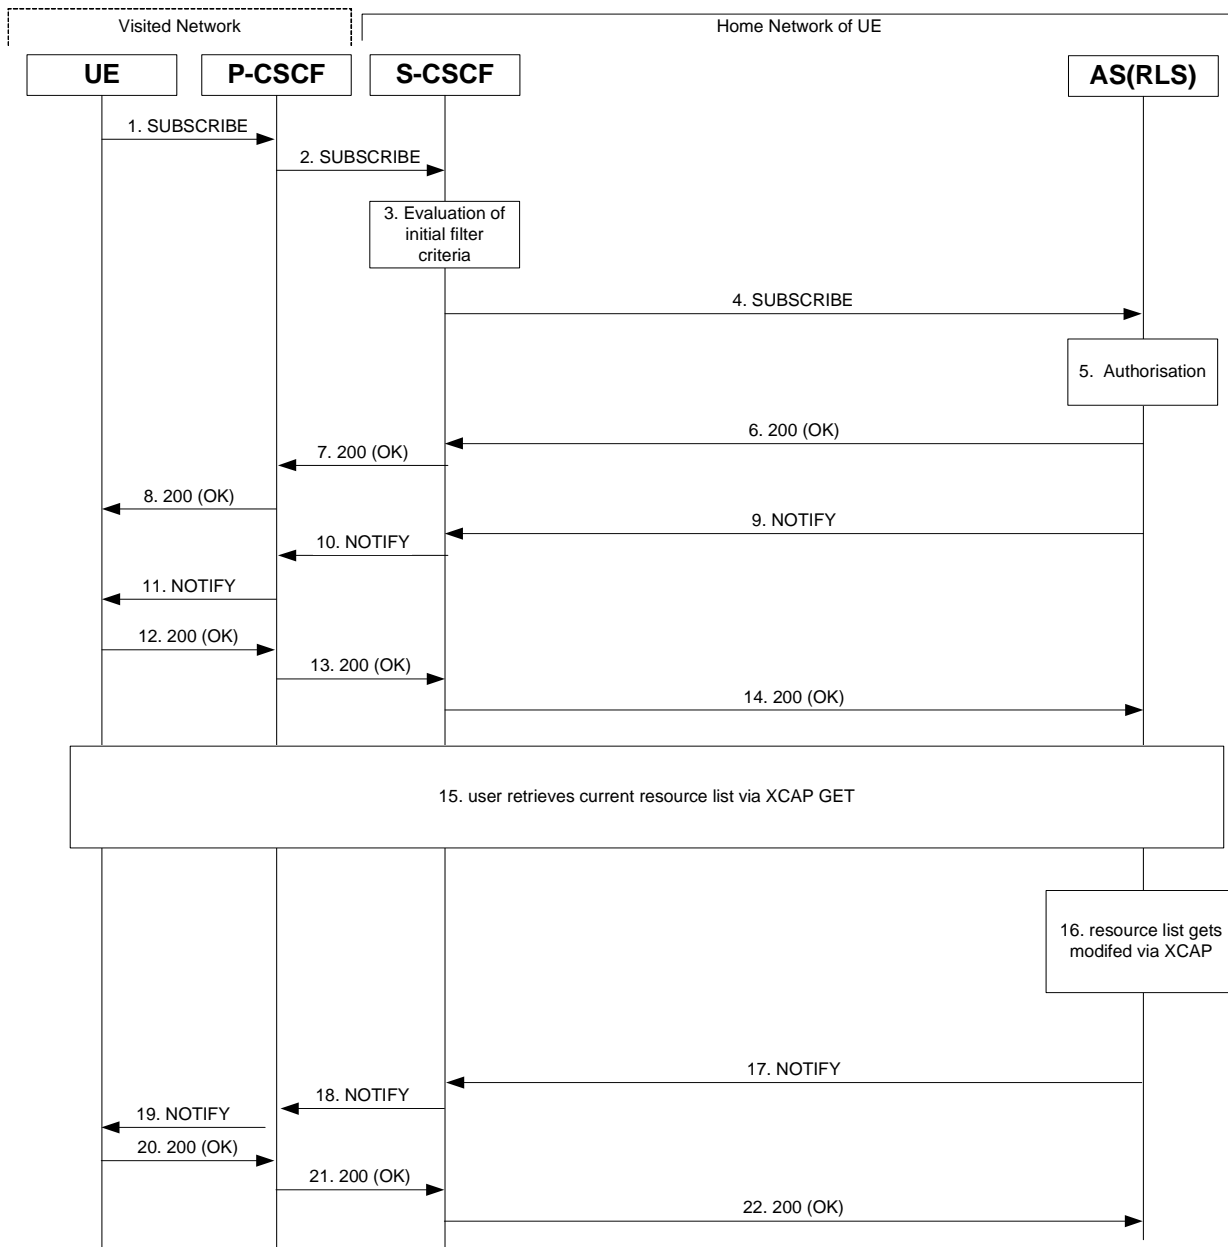 Visited Network
Home Network of UE
UE
P-CSCF
S-CSCF
AS(RLS)
1. SUBSCRIBE
2. SUBSCRIBE
3. Evaluation of
initial filter
criteria
4. SUBSCRIBE
5. Authorisation
6. 200 (OK)
7. 200 (OK)
8. 200 (OK)
9. NOTIFY
10. NOTIFY
11. NOTIFY
12. 200 (OK)
13. 200 (OK)
14. 200 (OK)
15. user retrieves current resource list via XCAP GET
16. resource list gets
modifed via XCAP
17. NOTIFY
18. NOTIFY
19. NOTIFY
20. 200 (OK)
21. 200 (OK)
22. 200 (OK)